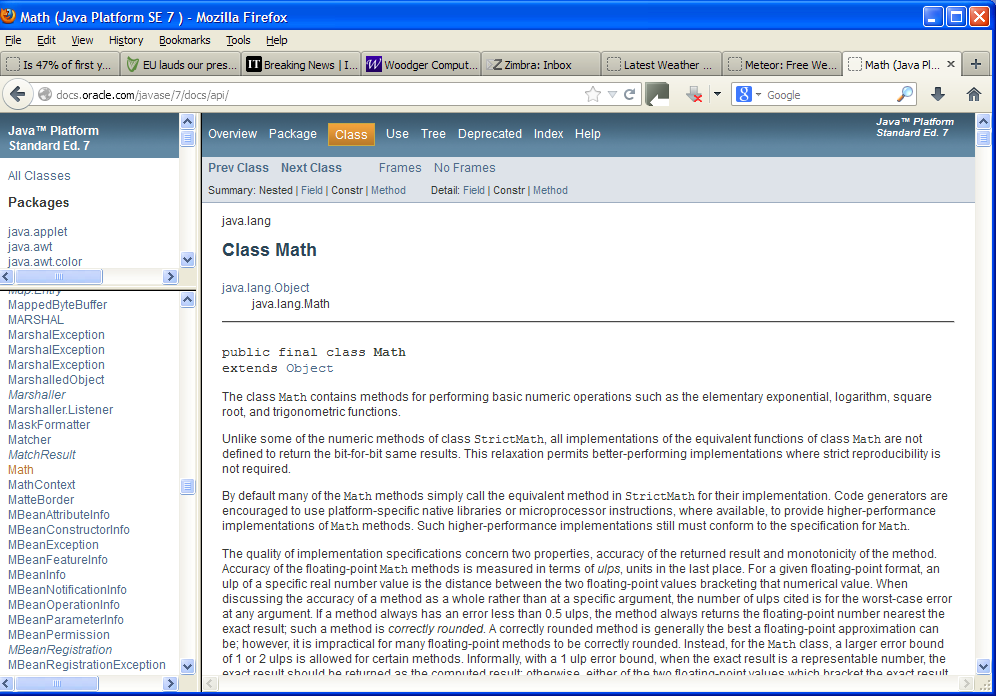 Math (Java Platform SE 7 ) - Mozilla Firefox
File Edit View History Bookmarks Tools Help
Is 47% of first y... EU lauds our pres... IT Breaking News | I... W Woodger Comput... Z Zimbra: Inbox Latest Weather ... Meteor: Free We... Math (Java Pl... × +
docs.oracle.com/javase/7/docs/api/ 8 Google
Java™ Platform
Standard Ed. 7
All Classes
Packages
java.applet
java.awt
java.awt.color
Map.Entry
MappedByteBuffer
MARSHAL
MarshalException
MarshalException
MarshalException
MarshalledObject
Marshaller
Marshaller.Listener
MaskFormatter
Matcher
MatchResult
Math
MathContext
MatteBorder
MBeanAttributeInfo
MBeanConstructorInfo
MBeanException
MBeanFeatureInfo
MBeanInfo
MBeanNotificationInfo
MBeanOperationInfo
MBeanParameterInfo
MBeanPermission
MBeanRegistration
MBeanRegistrationException
Overview Package Class Use Tree Deprecated Index Help
Java™ Platform
Standard Ed. 7
Prev Class Next Class Frames No Frames
Summary: Nested | Field | Constr | Method Detail: Field | Constr | Method
java.lang
Class Math
java.lang.Object
java.lang.Math
public final class Math
extends Object
The class Math contains methods for performing basic numeric operations such as the elementary exponential, logarithm, square
root, and trigonometric functions.
Unlike some of the numeric methods of class StrictMath, all implementations of the equivalent functions of class Math are not
defined to return the bit-for-bit same results. This relaxation permits better-performing implementations where strict reproducibility is
not required.
By default many of the Math methods simply call the equivalent method in StrictMath for their implementation. Code generators are
encouraged to use platform-specific native libraries or microprocessor instructions, where available, to provide higher-performance
implementations of Math methods. Such higher-performance implementations still must conform to the specification for Math.
The quality of implementation specifications concern two properties, accuracy of the returned result and monotonicity of the method.
Accuracy of the floating-point Math methods is measured in terms of ulps, units in the last place. For a given floating-point format, an
ulp of a specific real number value is the distance between the two floating-point values bracketing that numerical value. When
discussing the accuracy of a method as a whole rather than at a specific argument, the number of ulps cited is for the worst-case error
at any argument. If a method always has an error less than 0.5 ulps, the method always returns the floating-point number nearest the
exact result; such a method is correctly rounded. A correctly rounded method is generally the best a floating-point approximation can
be; however, it is impractical for many floating-point methods to be correctly rounded. Instead, for the Math class, a larger error bound
of 1 or 2 ulps is allowed for certain methods. Informally, with a 1 ulp error bound, when the exact result is a representable number, the
exact result should be returned as the computed result; otherwise, either of the two floating-point values which bracket the exact result